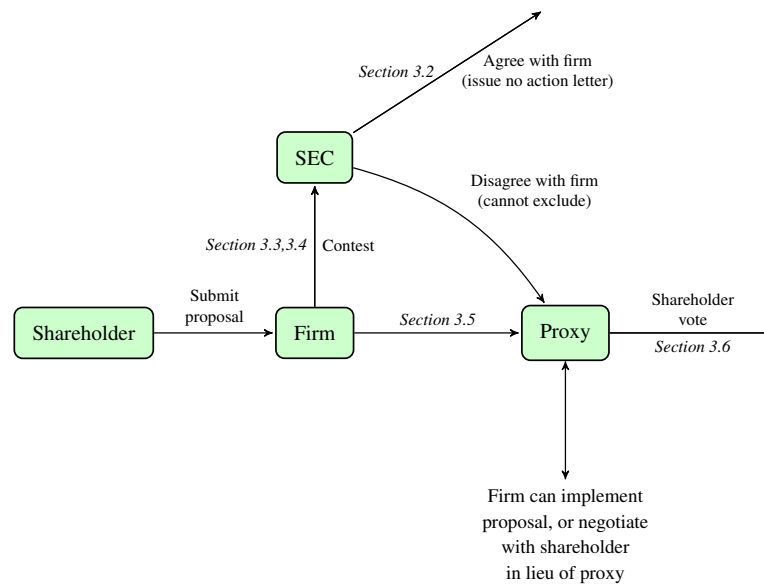 Agree with firm
(issue no action letter)
Section 3.2
SEC
Disagree with firm
(cannot exclude)
Section 3.3,3.4
Contest
Submit
proposal
Shareholder
Firm
Section 3.5
Proxy
Shareholder
vote
Section 3.6
Firm can implement
proposal, or negotiate
with shareholder
in lieu of proxy